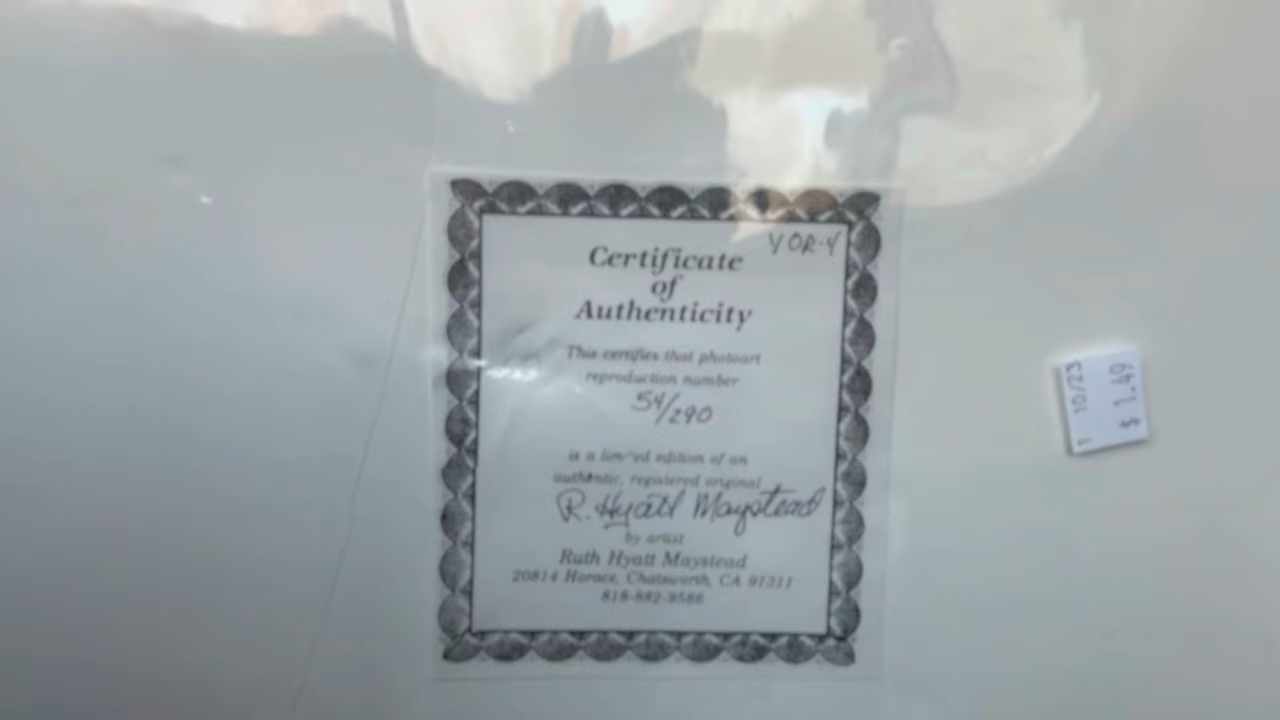 YOR-4
Certificate
of
Authenticity
This certifies that photoart
reproduction number
54/290
is a limited edition of an
authentic, registered original
R. Hyatt Maystead
by artist
Ruth Hyatt Maystead
20814 Horace, Chatsworth, CA 91311
818-882-9586
1 10/23
$ 1.49